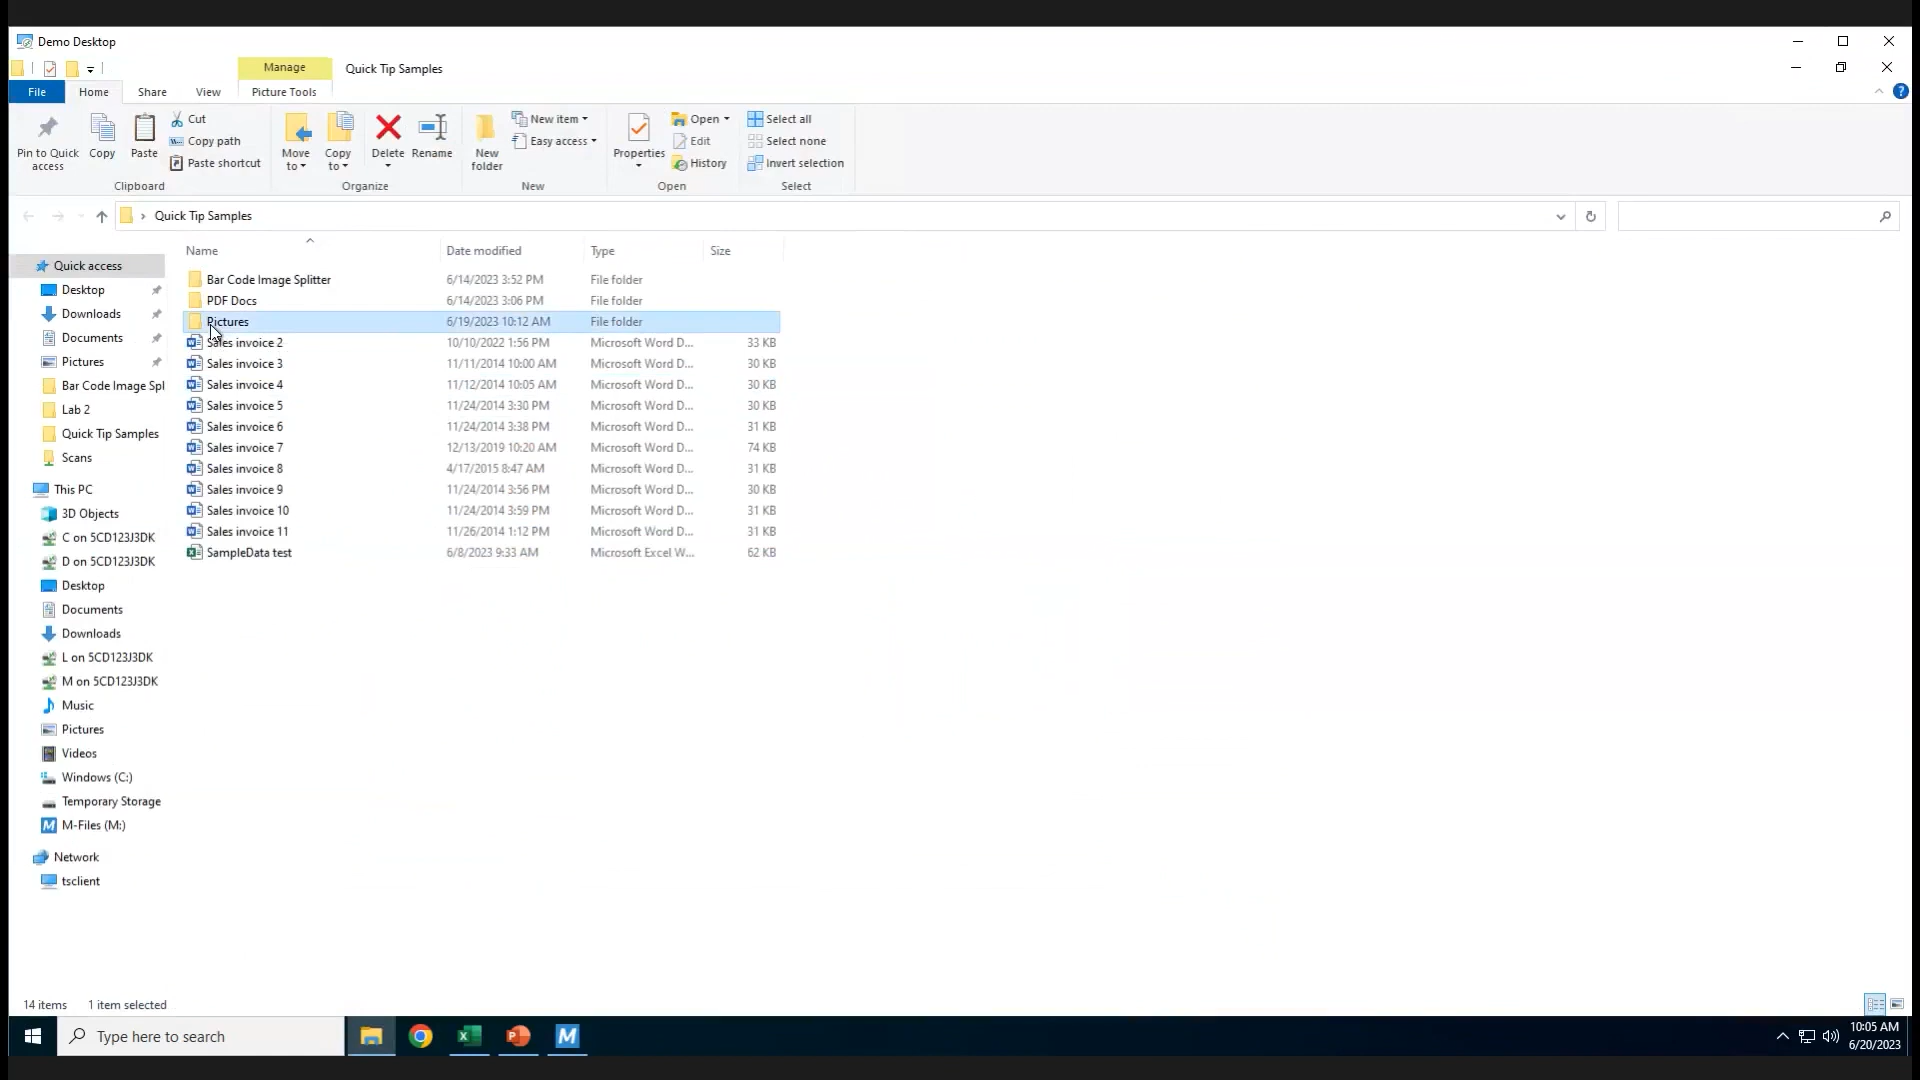 Demo Desktop
Manage
Quick Tip Samples
File
Home
Share
View
Picture Tools
Pin to Quick access
Copy
Paste
Cut
Copy path
Paste shortcut
Clipboard
Move to
Copy to
Delete
Rename
Organize
New folder
New item
Easy access
New
Properties
Open
Edit
History
Open
Select all
Select none
Invert selection
Select
Quick Tip Samples
Name Date modified Type Size
Bar Code Image Splitter 6/14/2023 3:52 PM File folder
PDF Docs 6/14/2023 3:06 PM File folder
Pictures 6/19/2023 10:12 AM File folder
Sales invoice 2 10/10/2022 1:56 PM Microsoft Word D... 33 KB
Sales invoice 3 11/11/2014 10:00 AM Microsoft Word D... 30 KB
Sales invoice 4 11/12/2014 10:05 AM Microsoft Word D... 30 KB
Sales invoice 5 11/24/2014 3:30 PM Microsoft Word D... 30 KB
Sales invoice 6 11/24/2014 3:38 PM Microsoft Word D... 31 KB
Sales invoice 7 12/13/2019 10:20 AM Microsoft Word D... 74 KB
Sales invoice 8 4/17/2015 8:47 AM Microsoft Word D... 31 KB
Sales invoice 9 11/24/2014 3:56 PM Microsoft Word D... 30 KB
Sales invoice 10 11/24/2014 3:59 PM Microsoft Word D... 31 KB
Sales invoice 11 11/26/2014 1:12 PM Microsoft Word D... 31 KB
SampleData test 6/8/2023 9:33 AM Microsoft Excel W... 62 KB
Quick access
Desktop
Downloads
Documents
Pictures
Bar Code Image Spl
Lab 2
Quick Tip Samples
Scans
This PC
3D Objects
C on 5CD123J3DK
D on 5CD123J3DK
Desktop
Documents
Downloads
L on 5CD123J3DK
M on 5CD123J3DK
Music
Pictures
Videos
Windows (C:)
Temporary Storage
M-Files (M:)
Network
tsclient
14 items 1 item selected
Type here to search
10:05 AM
6/20/2023